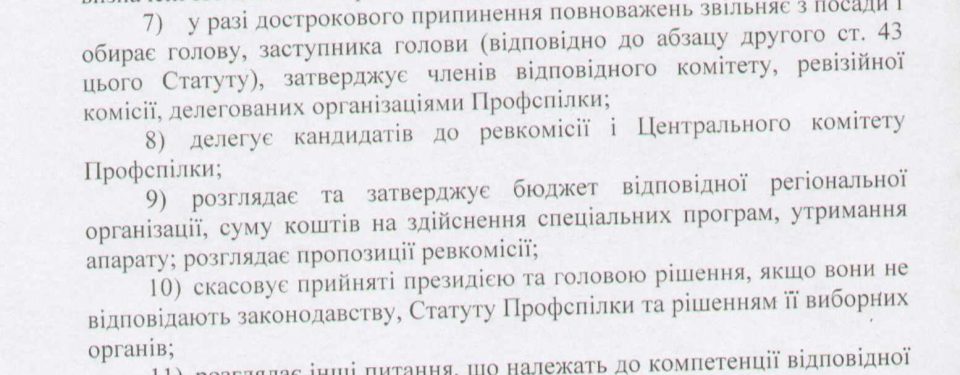 7) у разі дострокового припинення повноважень звільняє з посади і
обирає голову, заступника голови (відповідно до абзацу другого ст. 43
цього Статуту), затверджує членів відповідного комітету, ревізійної
комісії, делегованих організаціями Профспілки;
8) делегує кандидатів до ревкомісії і Центрального комітету
Профспілки;
9) розглядає та затверджує бюджет відповідної регіональної
організації, суму коштів на здійснення спеціальних програм, утримання
апарату; розглядає пропозиції ревкомісії;
10) скасовує прийняті президією та головою рішення, якщо вони не
відповідають законодавству, Статуту Профспілки та рішенням її виборних
органів;
11) розглядає інші питання, що належать до компетенції відповідної